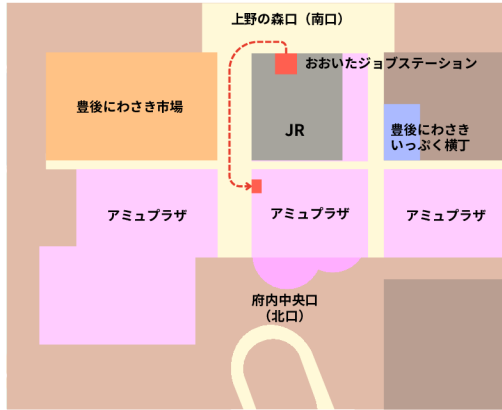 上野の森口（南口）
おおいたジョブステーション
豊後にわさき市場
JR
豊後にわさき
いっぷく横丁
アミュプラザ
アミュプラザ
アミュプラザ
府内中央口
（北口）